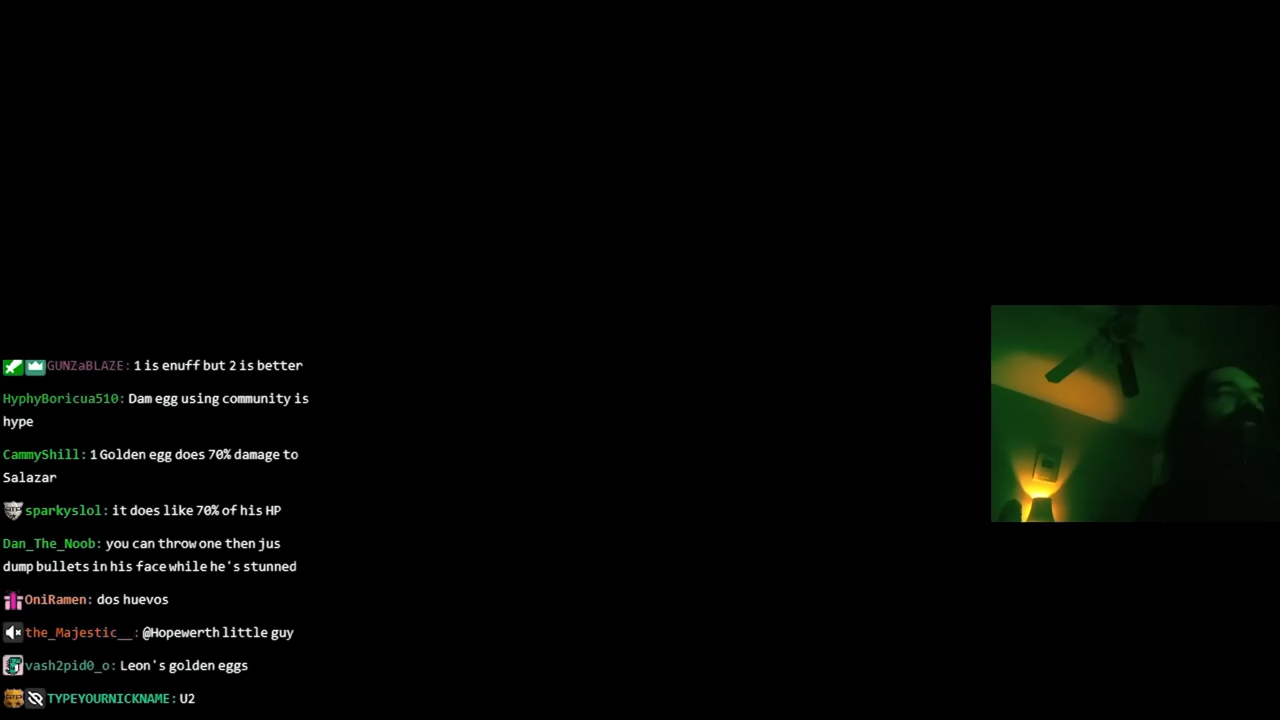 GUNZaBLAZE: 1 is enuff but 2 is better
HyphyBoricua510: Dam egg using community is
hype
CammyShill: 1 Golden egg does 70% damage to
Salazar
sparkyslol: it does like 70% of his HP
Dan_The_Noob: you can throw one then jus
dump bullets in his face while he's stunned
OniRamen: dos huevos
the_Majestic__: @Hopewerth little guy
vash2pid0_o: Leon's golden eggs
TYPEYOURNICKNAME: U2